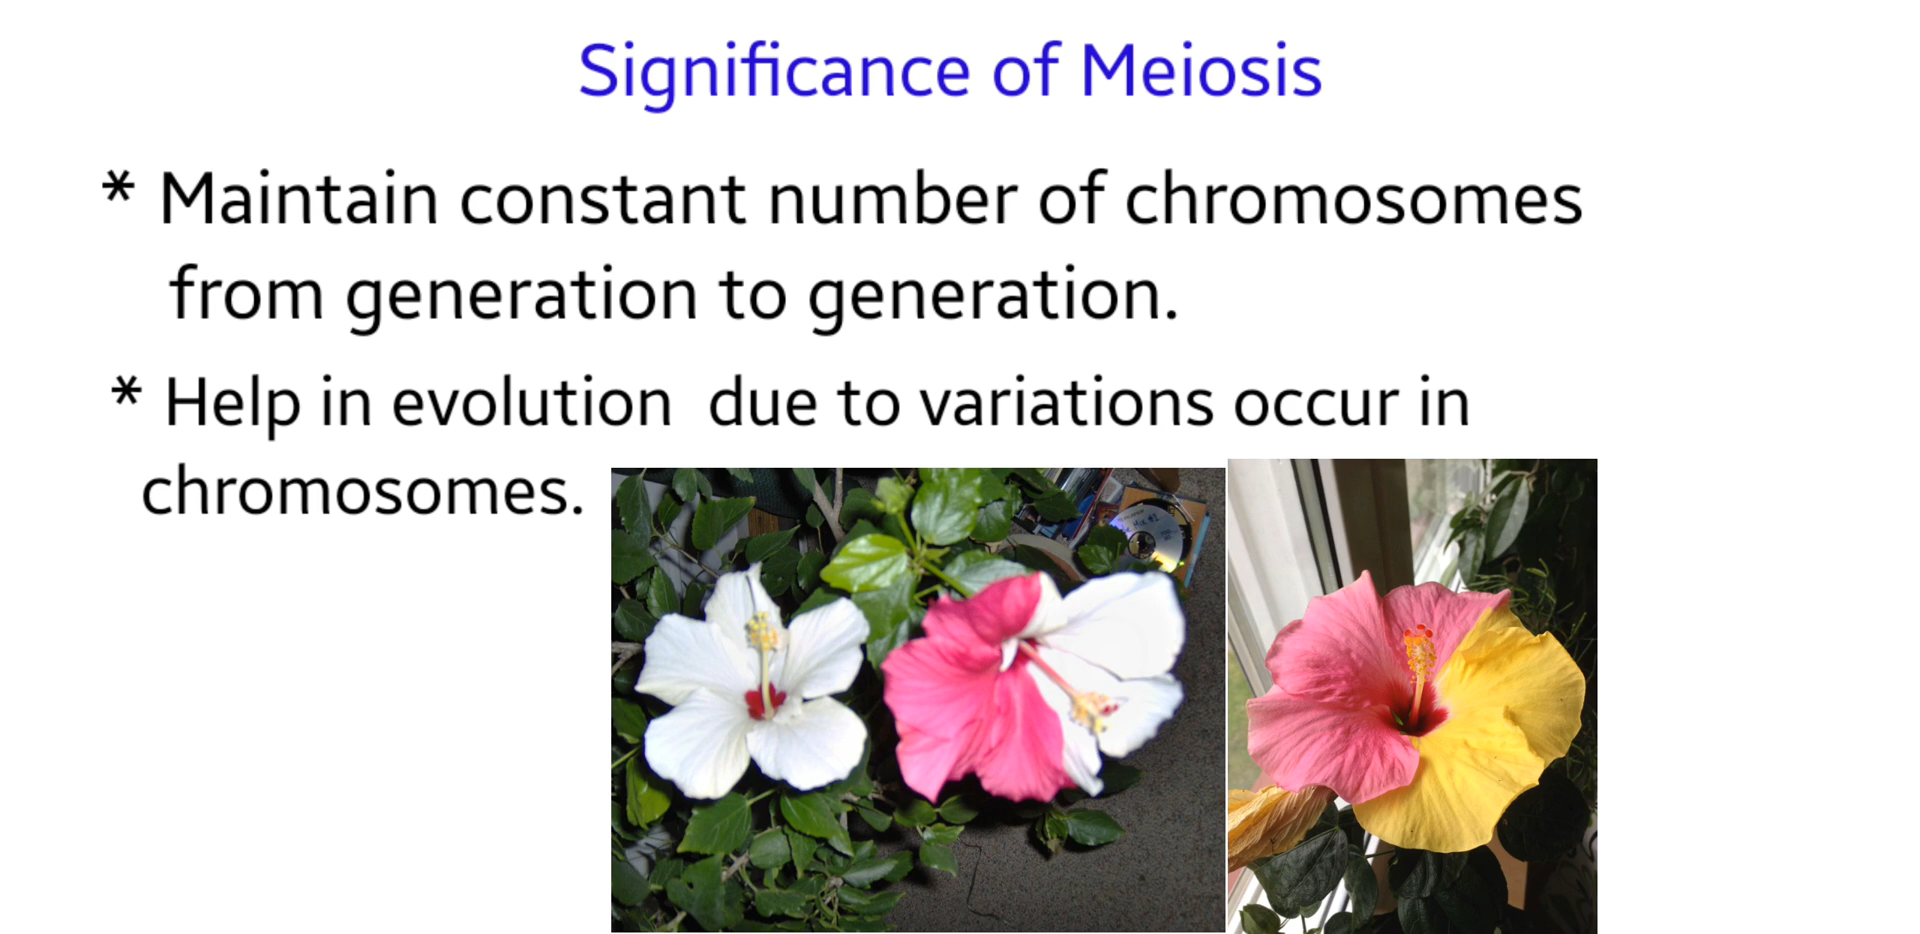 Significance of Meiosis
* Maintain constant number of chromosomes
from generation to generation.
* Help in evolution due to variations occur in
chromosomes.